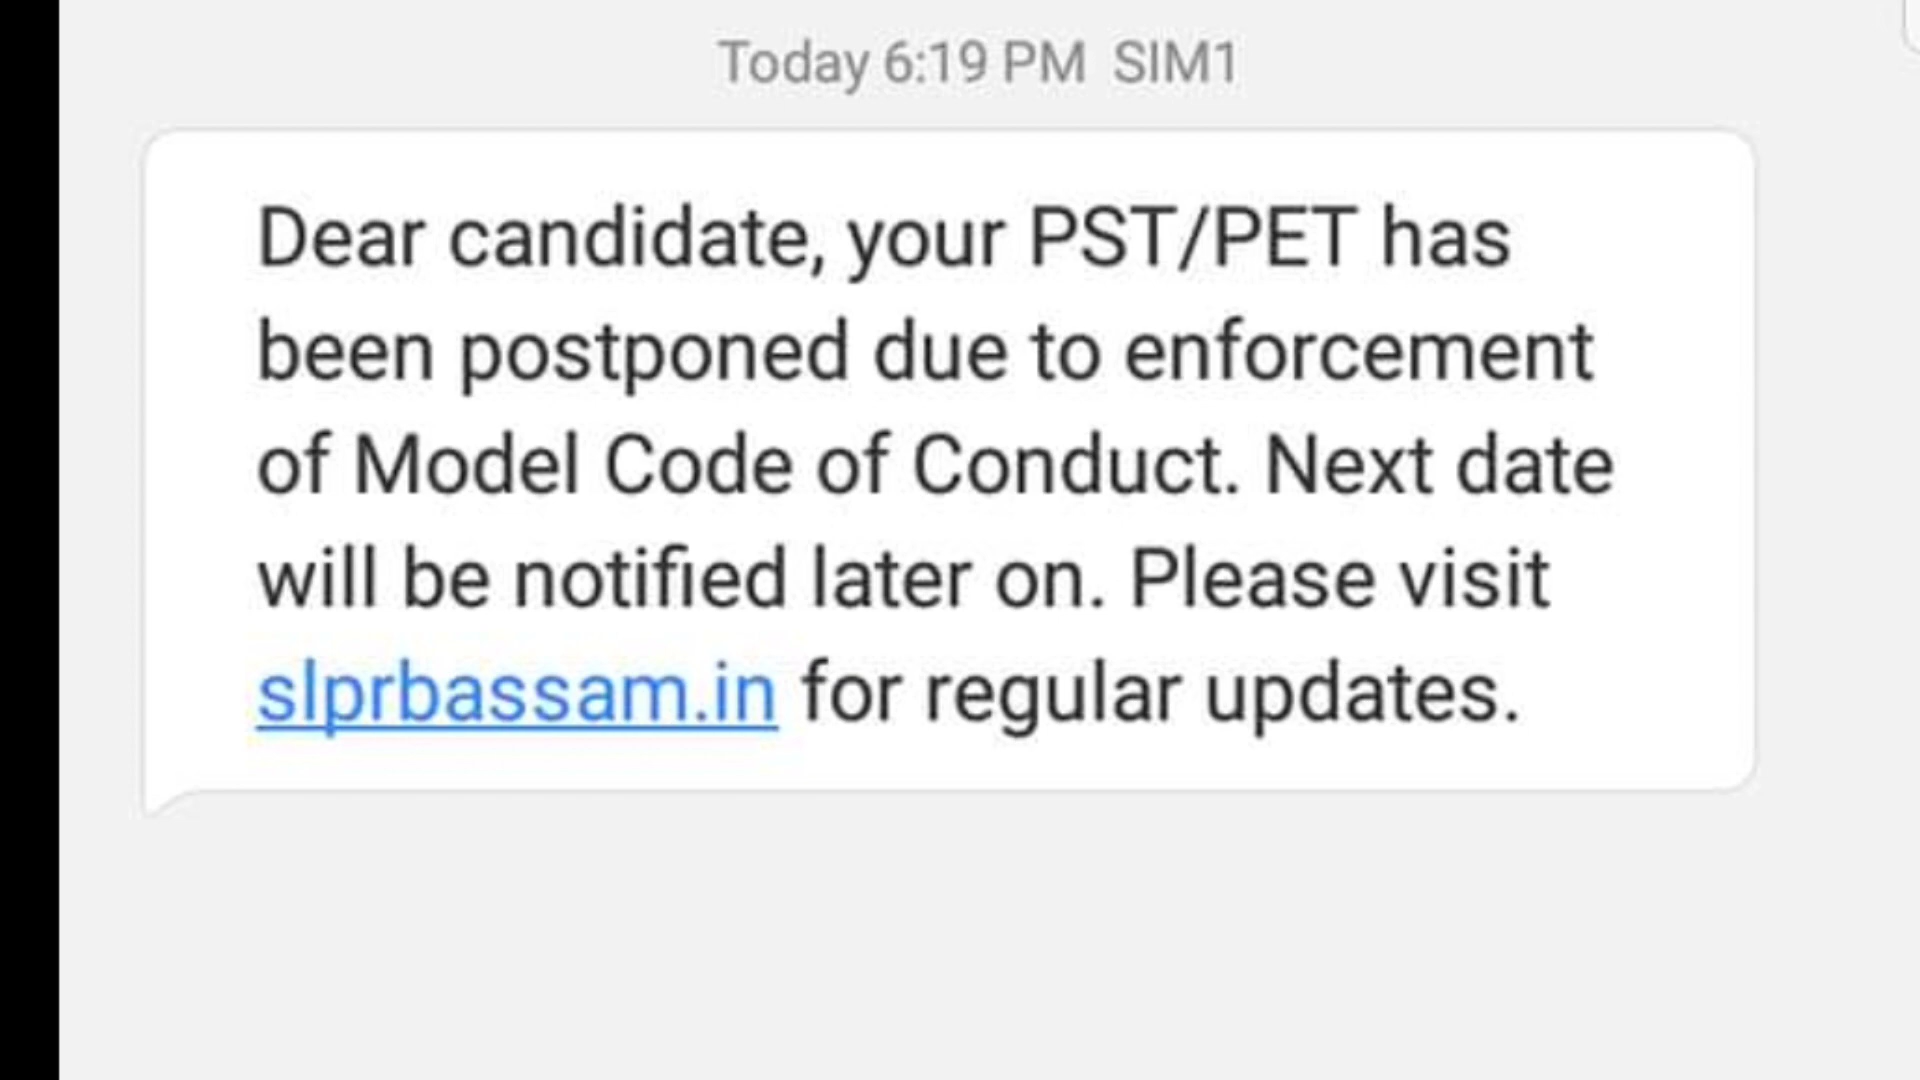 Today 6:19 PM SIM1
Dear candidate, your PST/PET has
been postponed due to enforcement
of Model Code of Conduct. Next date
will be notified later on. Please visit
slprbassam.in for regular updates.